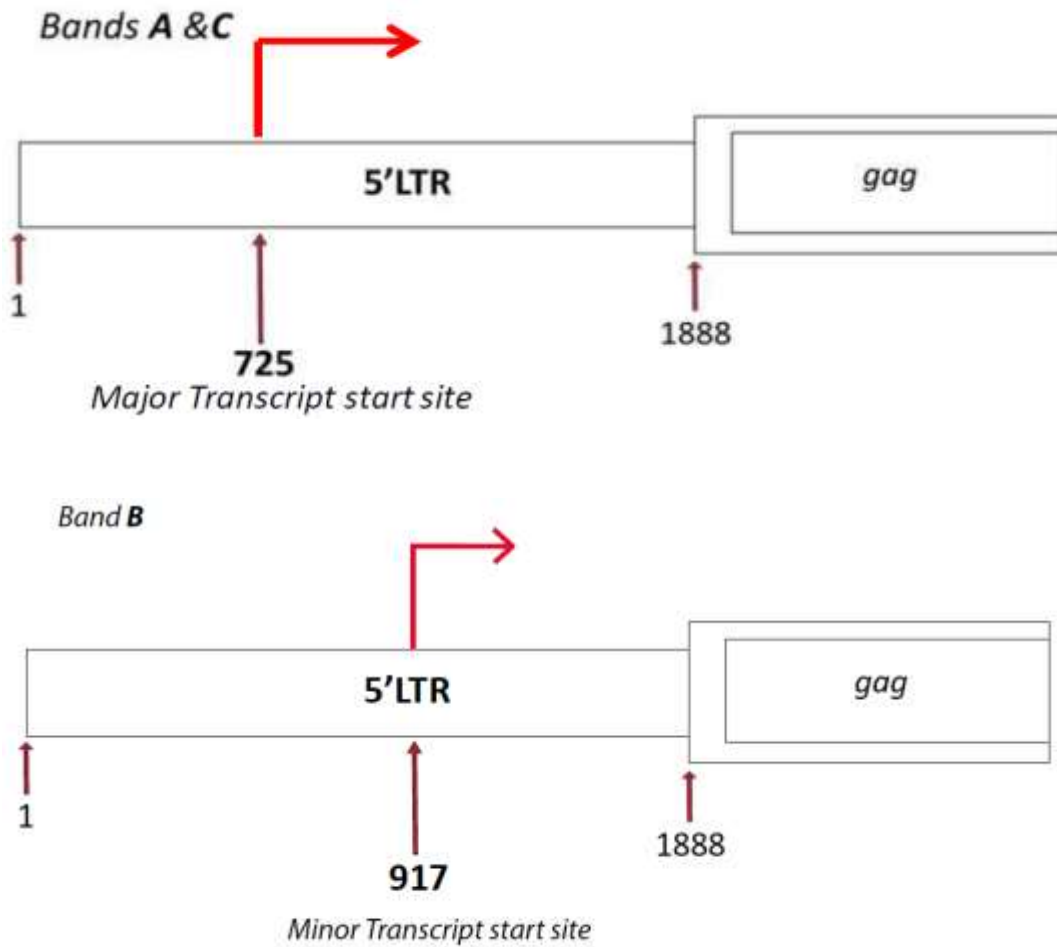 Bands A &C
5'LTR
gag
1
1888
725
Major Transcript start site
Band B
5'LTR
gag
1
1888
917
Minor Transcript start site